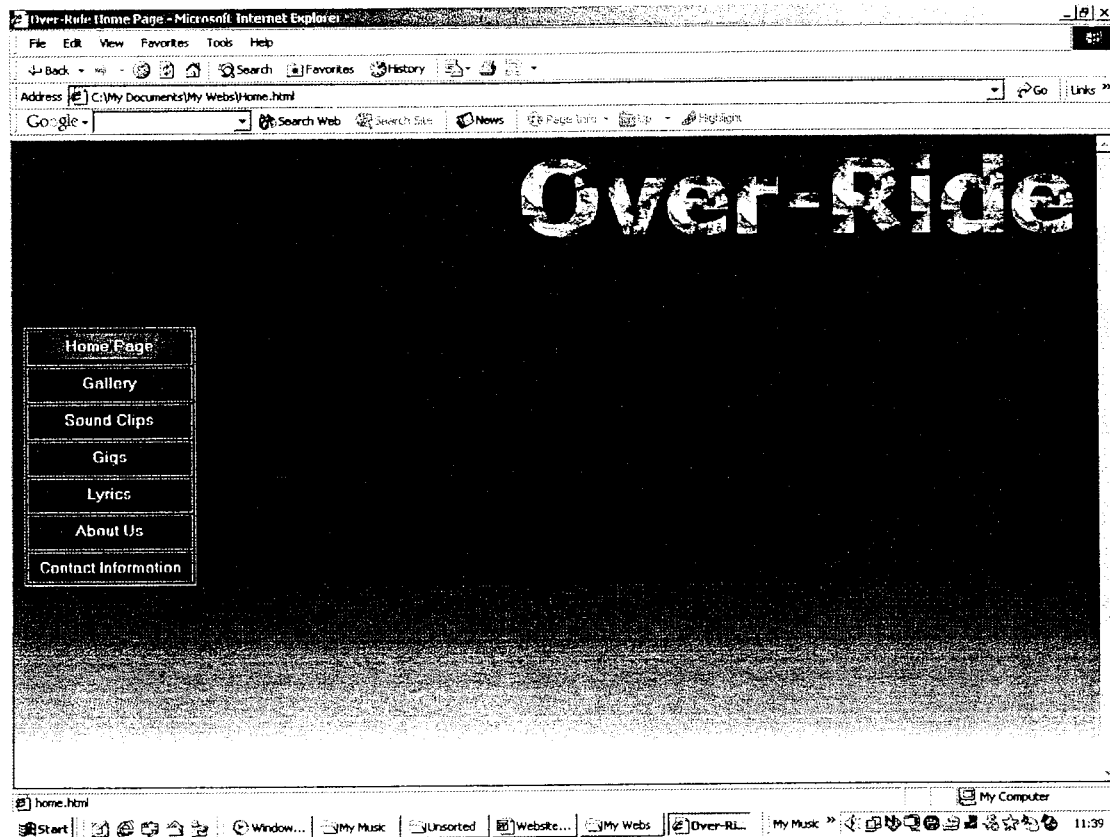 Over-Ride Home Page - Microsoft Internet Explorer
File Edit View Favorites Tools Help
Back Search Favorites History
Address C:\My Documents\My Webs\Home.html Go Links »
Google Search Web Search Site News Page Info Up Highlight
Over-Ride
Home Page
Gallery
Sound Clips
Gigs
Lyrics
About Us
Contact Information
home.html My Computer
Start Window... My Music Unsorted Website... My Webs Over-Ri... My Music » 11:39